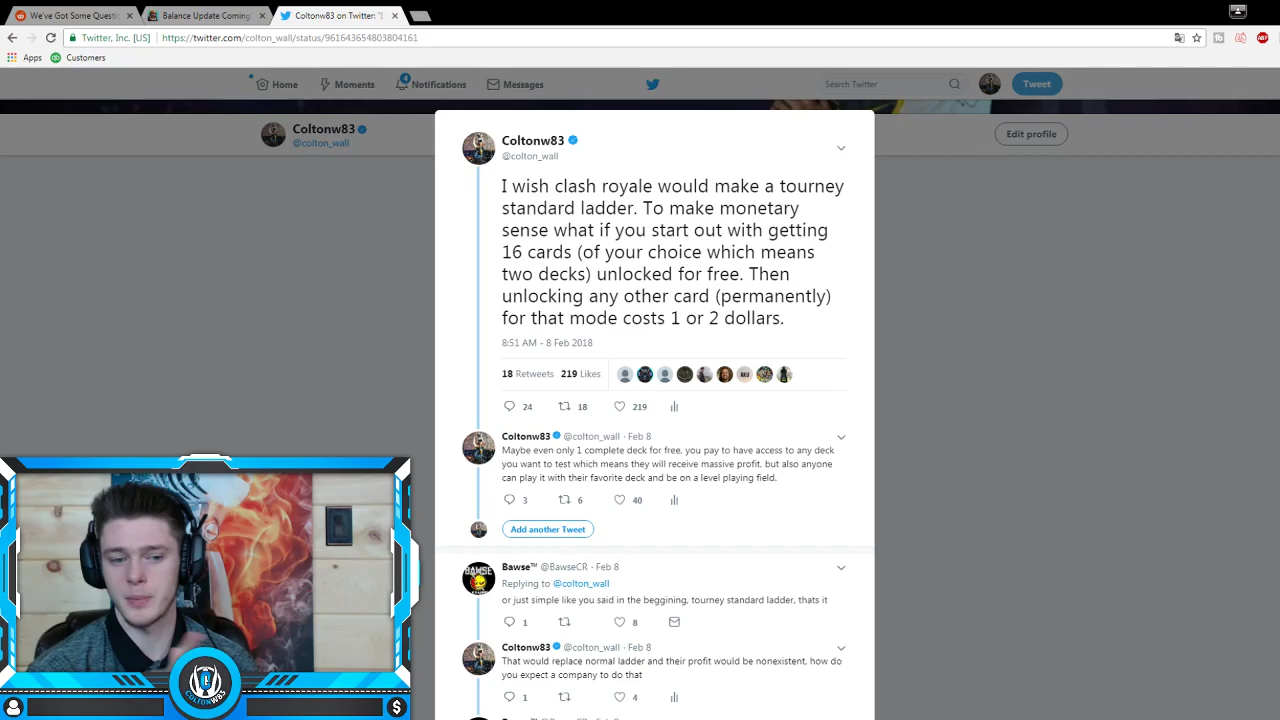 We've Got Some Questi
Balance Update Coming
Coltonw83 on Twitter: "I
Twitter, Inc. [US]
https://twitter.com/colton_wall/status/961643654803804161
Apps
Customers
Home
Moments
4
Notifications
Messages
Search Twitter
Tweet
Coltonw83
@colton_wall
Edit profile
Coltonw83
@colton_wall
I wish clash royale would make a tourney
standard ladder. To make monetary
sense what if you start out with getting
16 cards (of your choice which means
two decks) unlocked for free. Then
unlocking any other card (permanently)
for that mode costs 1 or 2 dollars.
8:51 AM - 8 Feb 2018
18 Retweets 219 Likes
24 18 219
Coltonw83 @colton_wall · Feb 8
Maybe even only 1 complete deck for free, you pay to have access to any deck
you want to test which means they will receive massive profit, but also anyone
can play it with their favorite deck and be on a level playing field.
3 6 40
Add another Tweet
BAWSE
Bawse™ @BawseCR · Feb 8
Replying to @colton_wall
or just simple like you said in the beggining, tourney standard ladder, thats it
1 8
Coltonw83 @colton_wall · Feb 8
That would replace normal ladder and their profit would be nonexistent, how do
you expect a company to do that
1 4
COLTONW83
$
ABP